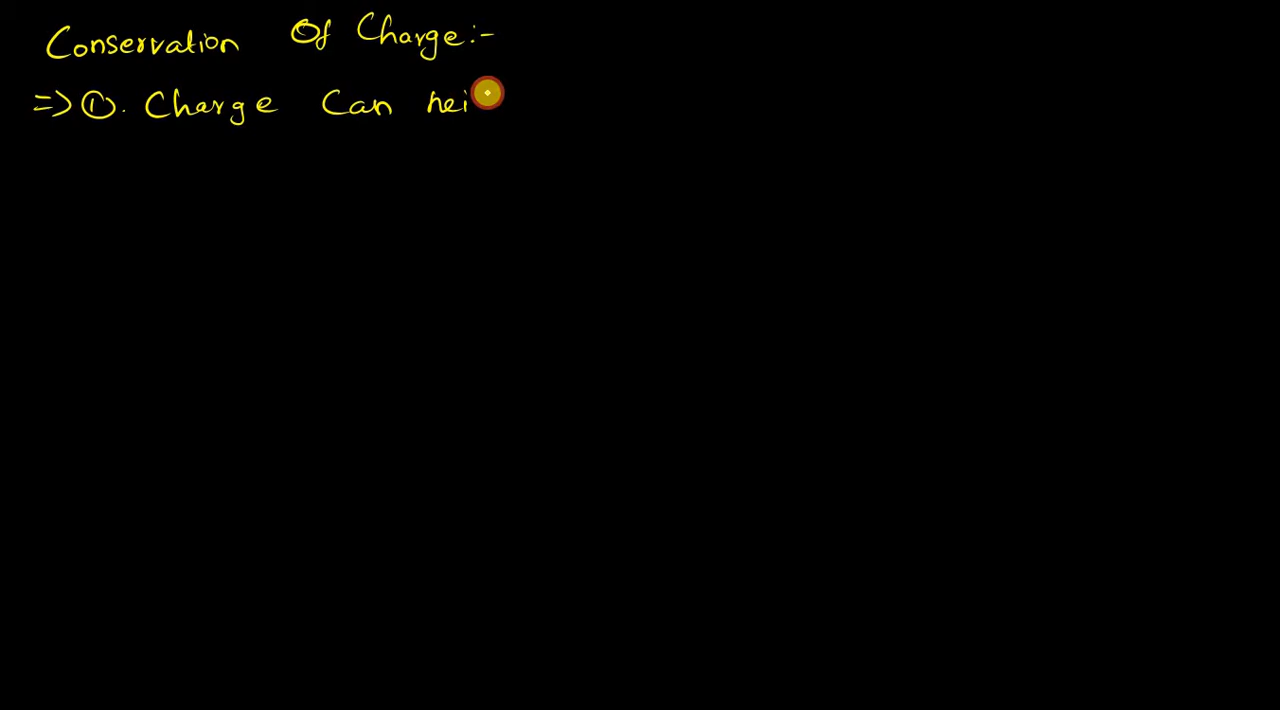 Conservation Of Charge:-
=> ①. Charge Can nei